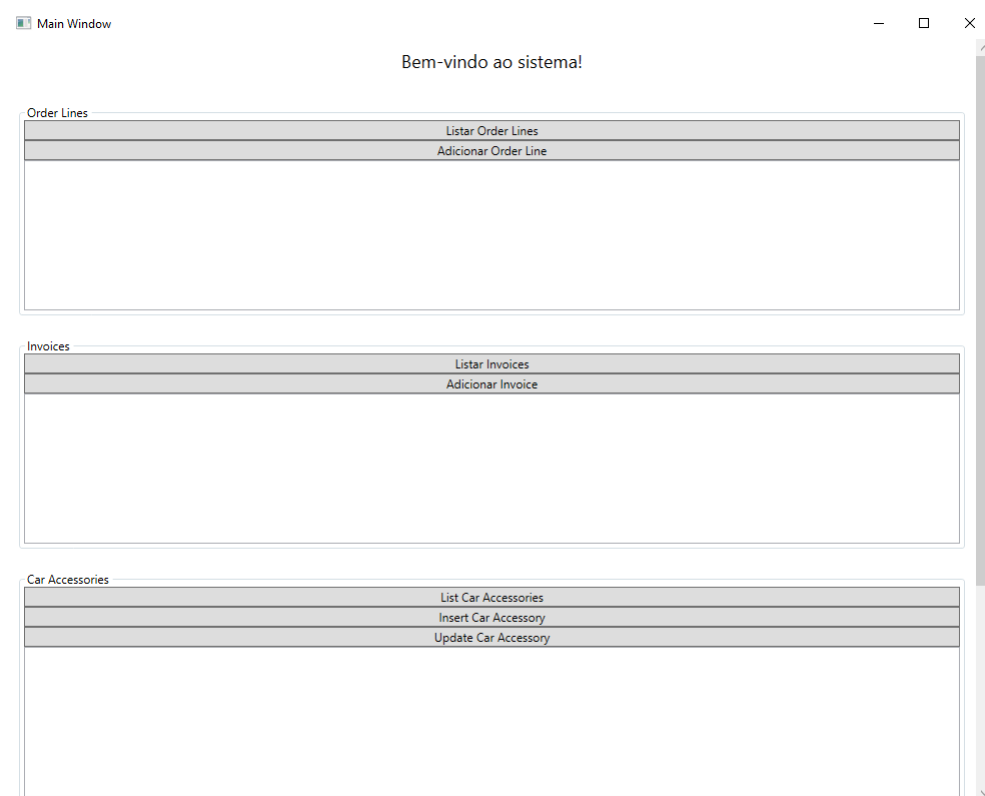 Main Window
Bem-vindo ao sistema!
Order Lines
Listar Order Lines
Adicionar Order Line
Invoices
Listar Invoices
Adicionar Invoice
Car Accessories
List Car Accessories
Insert Car Accessory
Update Car Accessory